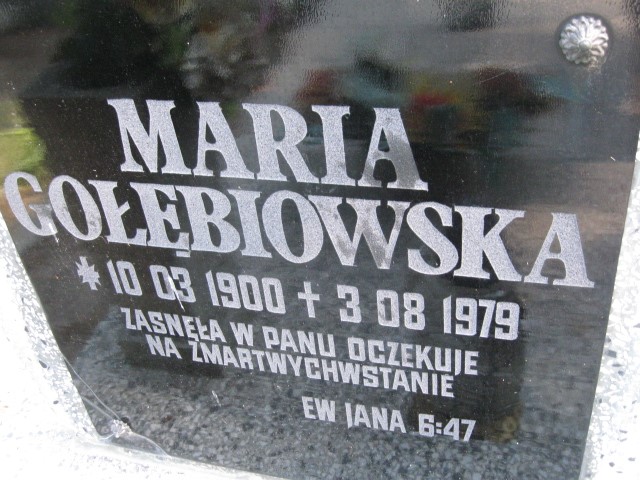 MARIA
GOŁĘBIOWSKA
* 10 03 1900 † 3 08 1979
ZASNĘŁA W PANU OCZEKUJE
NA ZMARTWYCHWSTANIE
EW JANA 6:47